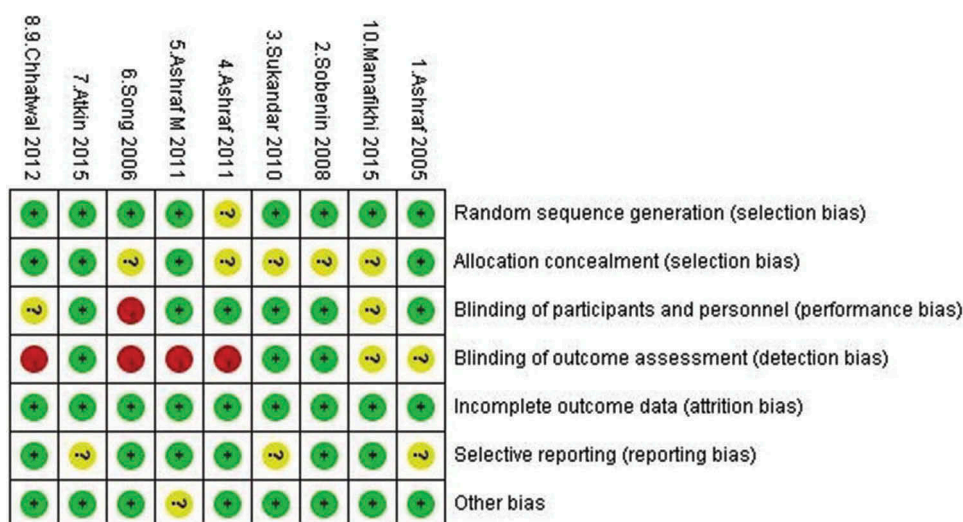 8.9.Chhatwal 2012
7.Atkin 2015
6.Song 2006
5.Ashraf M 2011
4.Ashraf 2011
3.Sukandar 2010
2.Sobenin 2008
10.Manafikhi 2015
1.Ashraf 2005
+ + + + ? + + + + Random sequence generation (selection bias)
+ + ? + ? ? ? ? + Allocation concealment (selection bias)
? + + + + + ? + Blinding of participants and personnel (performance bias)
+ + + ? ? Blinding of outcome assessment (detection bias)
+ + + + + + + + + Incomplete outcome data (attrition bias)
+ ? + + + ? + + ? Selective reporting (reporting bias)
+ + + ? + + + + + Other bias